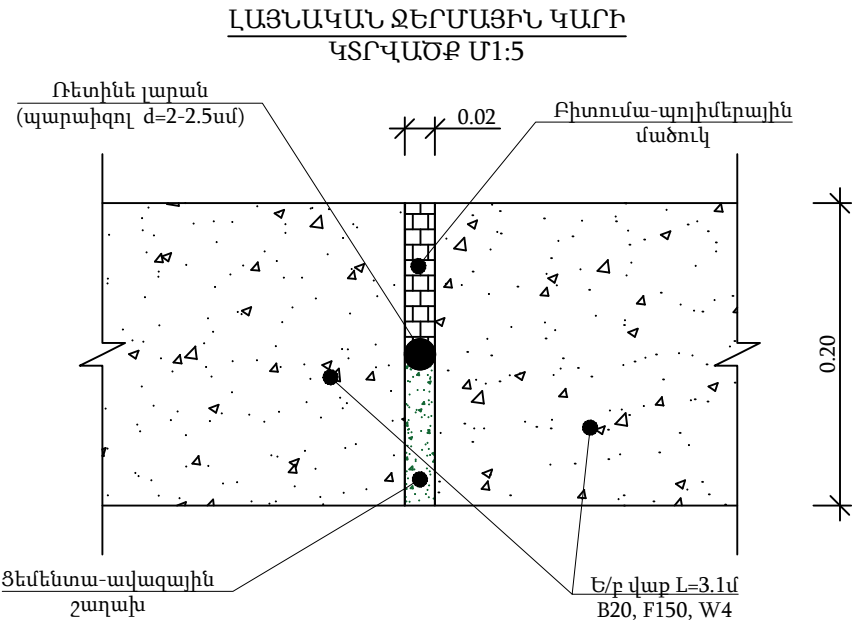 ԼԱՅՆԱԿԱՆ ՋԵՐՄԱՅԻՆ ԿԱՐԻ
ԿՏՐՎԱԾՔ Մ1:5
Ռետինե լարան
(պարաիզոլ d=2-2.5սմ)
0.02
Բիտումա-պոլիմերային
մածուկ
0.20
Ցեմենտա-ավազային
շաղախ
Ե/բ վաք L=3.1մ
B20, F150, W4